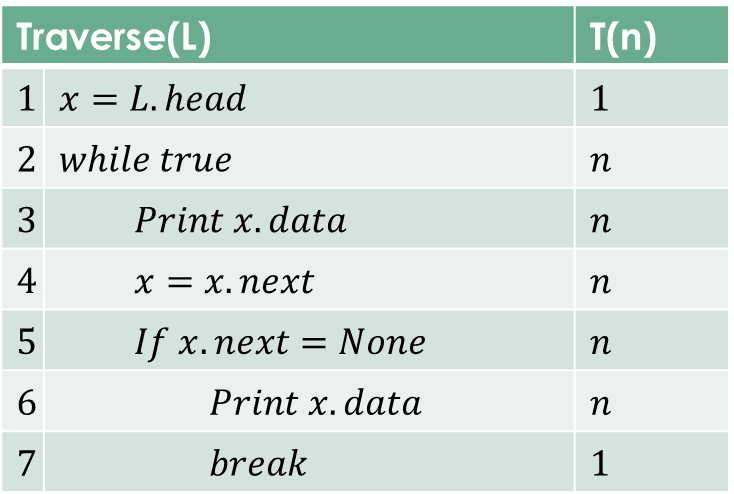 Traverse(L) T(n)
1 x = L.head 1
2 while true n
3 Print x.data n
4 x = x.next n
5 If x.next = None n
6 Print x.data n
7 break 1